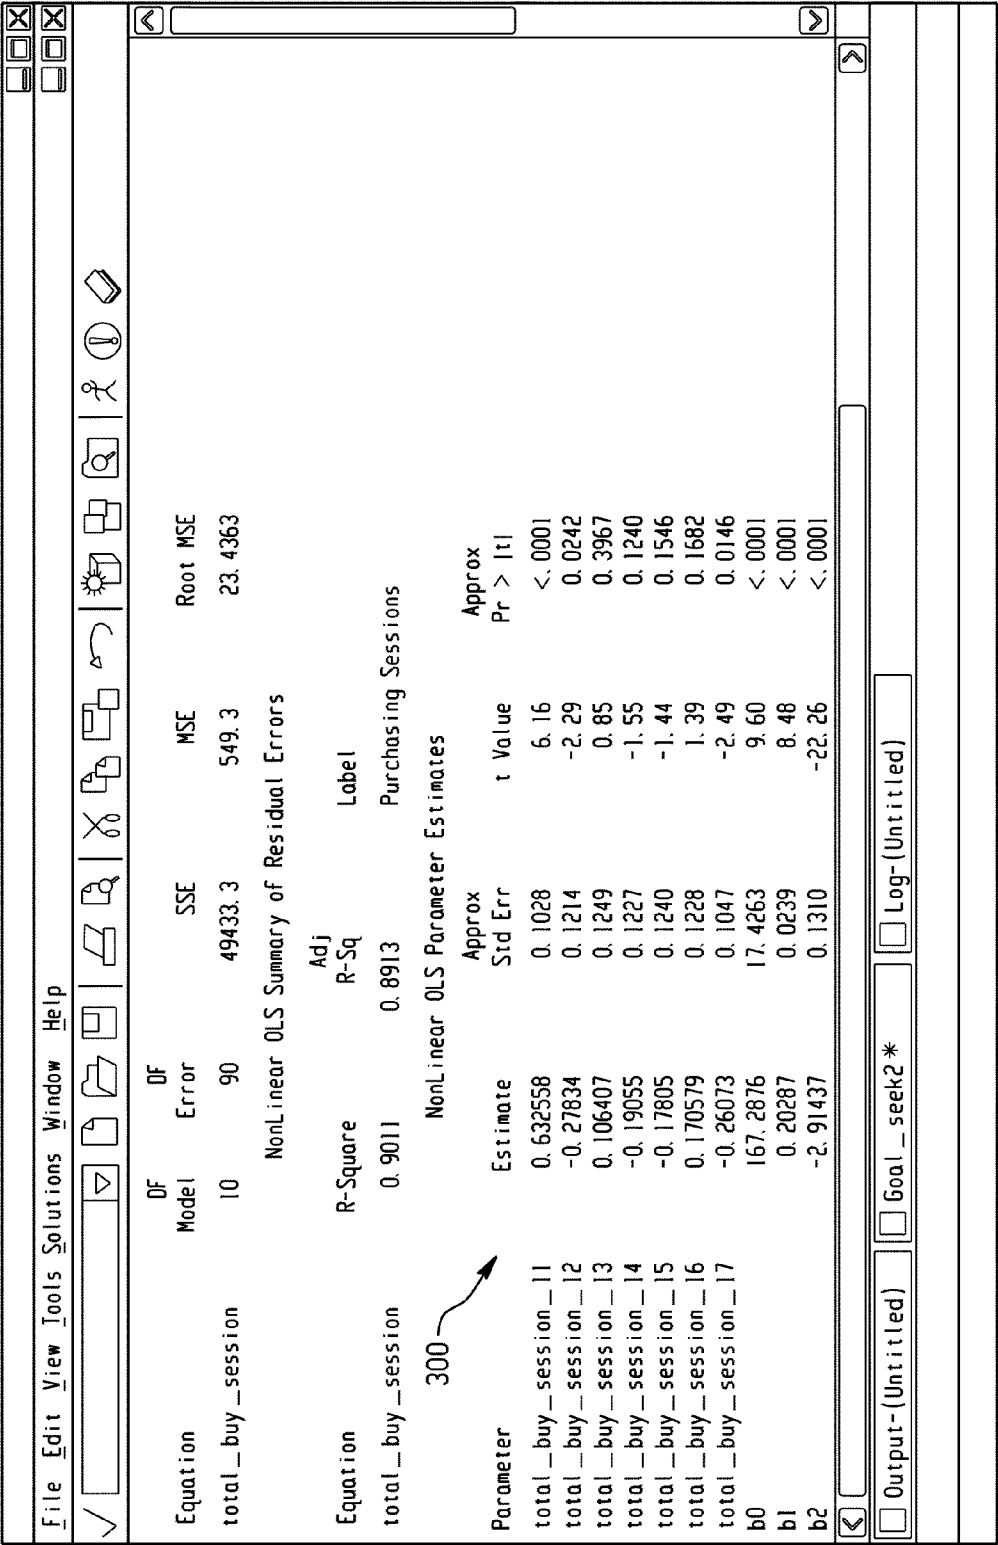 File Edit View Tools Solutions Window Help
DF DF
Equation Model Error SSE MSE Root MSE
total_buy_session 10 90 49433.3 549.3 23.4363
NonLinear OLS Summary of Residual Errors
Adj
Equation R-Square R-Sq Label
total_buy_session 0.9011 0.8913 Purchasing Sessions
300
NonLinear OLS Parameter Estimates
Approx Approx
Parameter Estimate Std Err t Value Pr > |t|
total_buy_session_11 0.632558 0.1028 6.16 <.0001
total_buy_session_12 -0.27834 0.1214 -2.29 0.0242
total_buy_session_13 0.106407 0.1249 0.85 0.3967
total_buy_session_14 -0.19055 0.1227 -1.55 0.1240
total_buy_session_15 -0.17805 0.1240 -1.44 0.1546
total_buy_session_16 0.170579 0.1228 1.39 0.1682
total_buy_session_17 -0.26073 0.1047 -2.49 0.0146
b0 167.2876 17.4263 9.60 <.0001
b1 0.20287 0.0239 8.48 <.0001
b2 -2.91437 0.1310 -22.26 <.0001
Output-(Untitled) Goal_seek2* Log-(Untitled)